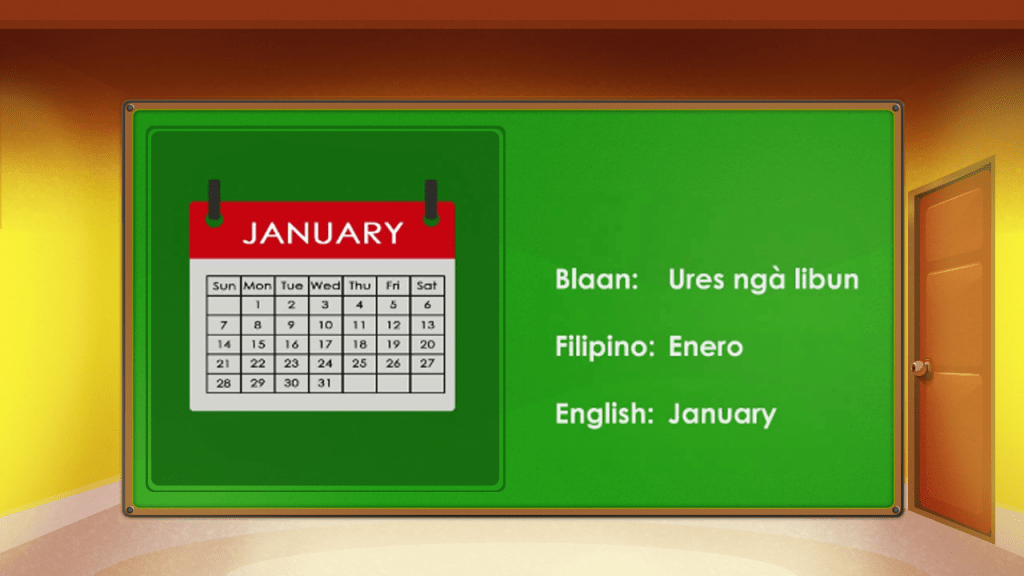 JANUARY
Sun Mon Tue Wed Thu Fri Sat
1 2 3 4 5 6
7 8 9 10 11 12 13
14 15 16 17 18 19 20
21 22 23 24 25 26 27
28 29 30 31
Blaan: Ures ngà libun
Filipino: Enero
English: January